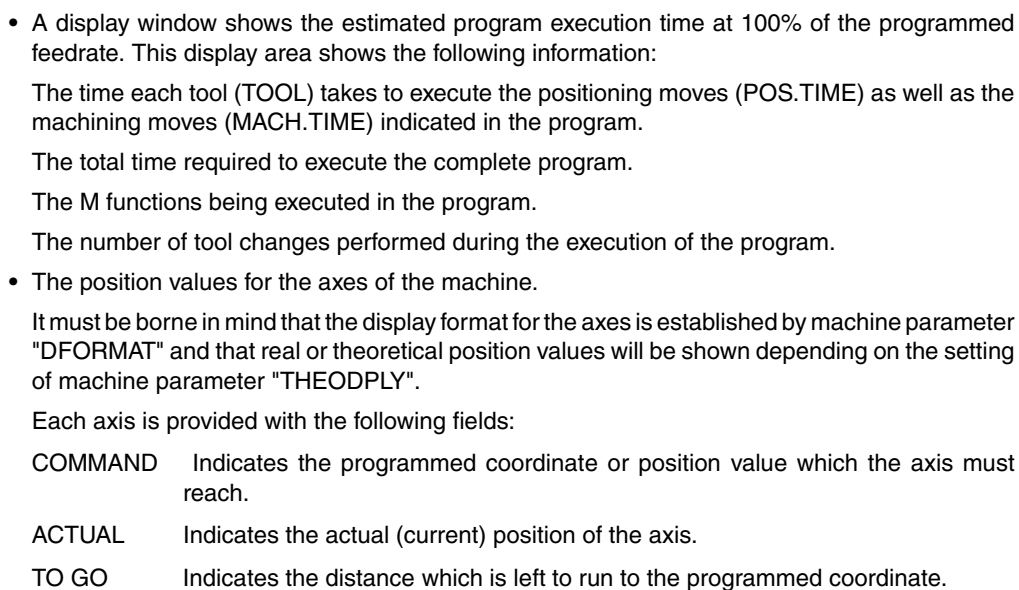 • A display window shows the estimated program execution time at 100% of the programmed
feedrate. This display area shows the following information:
The time each tool (TOOL) takes to execute the positioning moves (POS.TIME) as well as the
machining moves (MACH.TIME) indicated in the program.
The total time required to execute the complete program.
The M functions being executed in the program.
The number of tool changes performed during the execution of the program.
• The position values for the axes of the machine.
It must be borne in mind that the display format for the axes is established by machine parameter
"DFORMAT" and that real or theoretical position values will be shown depending on the setting
of machine parameter "THEODPLY".
Each axis is provided with the following fields:
COMMAND Indicates the programmed coordinate or position value which the axis must
reach.
ACTUAL Indicates the actual (current) position of the axis.
TO GO Indicates the distance which is left to run to the programmed coordinate.